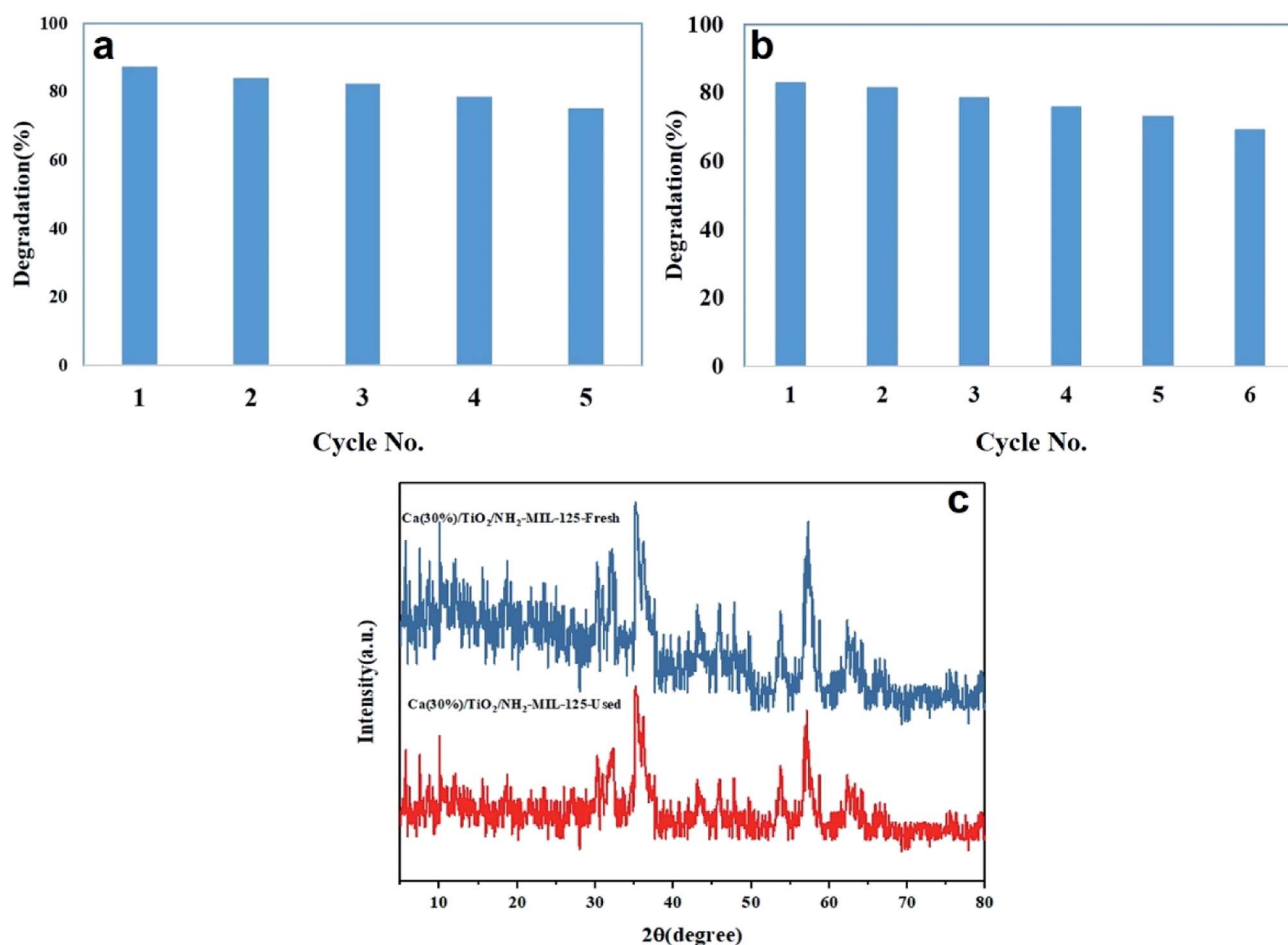 a
Degradation(%)
100
80
60
40
20
0
1 2 3 4 5
Cycle No.
b
Degradation(%)
100
80
60
40
20
0
1 2 3 4 5 6
Cycle No.
c
Ca(30%)/TiO₂/NH₂-MIL-125-Fresh
Ca(30%)/TiO₂/NH₂-MIL-125-Used
Intensity(a.u.)
10 20 30 40 50 60 70 80
2θ(degree)